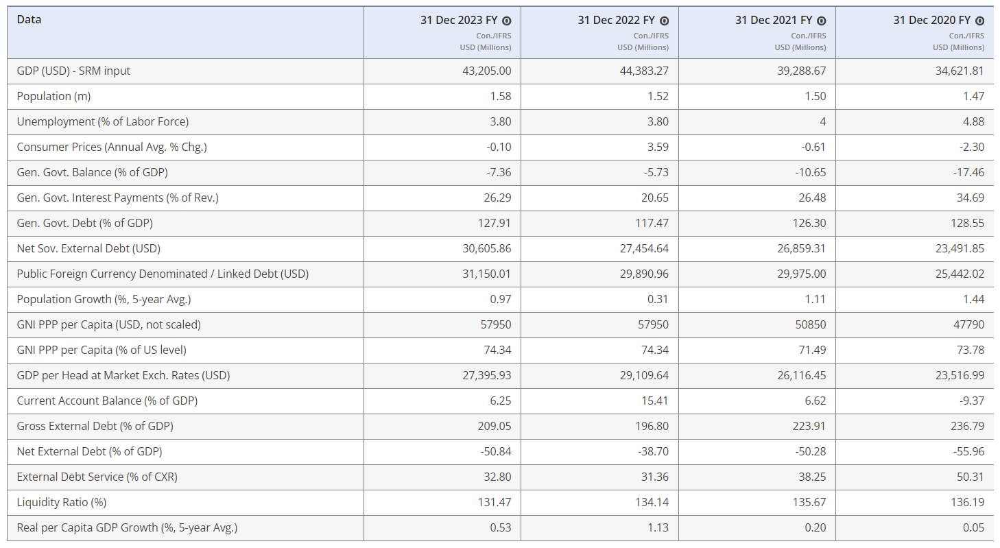 Data 31 Dec 2023 FY 31 Dec 2022 FY 31 Dec 2021 FY 31 Dec 2020 FY
Con./IFRS Con./IFRS Con./IFRS Con./IFRS
USD (Millions) USD (Millions) USD (Millions) USD (Millions)
GDP (USD) - SRM input 43,205.00 44,383.27 39,288.67 34,621.81
Population (m) 1.58 1.52 1.50 1.47
Unemployment (% of Labor Force) 3.80 3.80 4 4.88
Consumer Prices (Annual Avg. % Chg.) -0.10 3.59 -0.61 -2.30
Gen. Govt. Balance (% of GDP) -7.36 -5.73 -10.65 -17.46
Gen. Govt. Interest Payments (% of Rev.) 26.29 20.65 26.48 34.69
Gen. Govt. Debt (% of GDP) 127.91 117.47 126.30 128.55
Net Sov. External Debt (USD) 30,605.86 27,454.64 26,859.31 23,491.85
Public Foreign Currency Denominated / Linked Debt (USD) 31,150.01 29,890.96 29,975.00 25,442.02
Population Growth (%, 5-year Avg.) 0.97 0.31 1.11 1.44
GNI PPP per Capita (USD, not scaled) 57950 57950 50850 47790
GNI PPP per Capita (% of US level) 74.34 74.34 71.49 73.78
GDP per Head at Market Exch. Rates (USD) 27,395.93 29,109.64 26,116.45 23,516.99
Current Account Balance (% of GDP) 6.25 15.41 6.62 -9.37
Gross External Debt (% of GDP) 209.05 196.80 223.91 236.79
Net External Debt (% of GDP) -50.84 -38.70 -50.28 -55.96
External Debt Service (% of CXR) 32.80 31.36 38.25 50.31
Liquidity Ratio (%) 131.47 134.14 135.67 136.19
Real per Capita GDP Growth (%, 5-year Avg.) 0.53 1.13 0.20 0.05